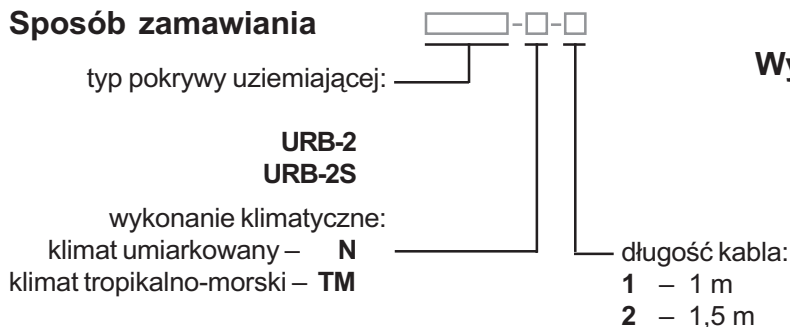 Sposób zamawiania
Wy
typ pokrywy uziemiającej:
URB-2
URB-2S
wykonanie klimatyczne:
klimat umiarkowany – N
klimat tropikalno-morski – TM
długość kabla:
1 – 1 m
2 – 1,5 m